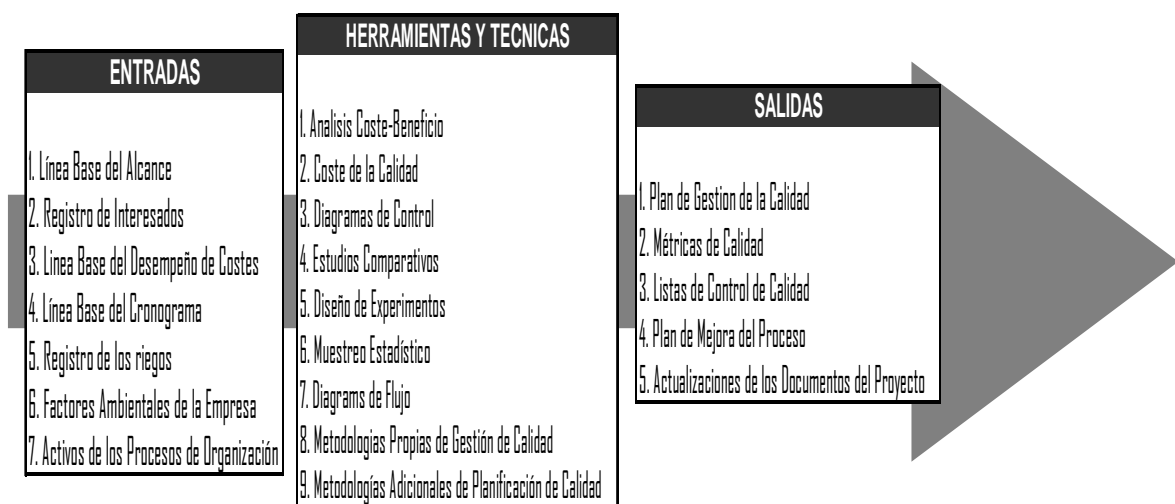 ENTRADAS
1. Línea Base del Alcance
2. Registro de Interesados
3. Linea Base del Desempeño de Costes
4. Línea Base del Cronograma
5. Registro de los riegos
6. Factores Ambientales de la Empresa
7. Activos de los Procesos de Organización
HERRAMIENTAS Y TECNICAS
1. Analisis Coste-Beneficio
2. Coste de la Calidad
3. Diagramas de Control
4. Estudios Comparativos
5. Diseño de Experimentos
6. Muestreo Estadístico
7. Diagrams de Flujo
8. Metodologias Propias de Gestión de Calidad
9. Metodologías Adicionales de Planificación de Calidad
SALIDAS
1. Plan de Gestion de la Calidad
2. Métricas de Calidad
3. Listas de Control de Calidad
4. Plan de Mejora del Proceso
5. Actualizaciones de los Documentos del Proyecto